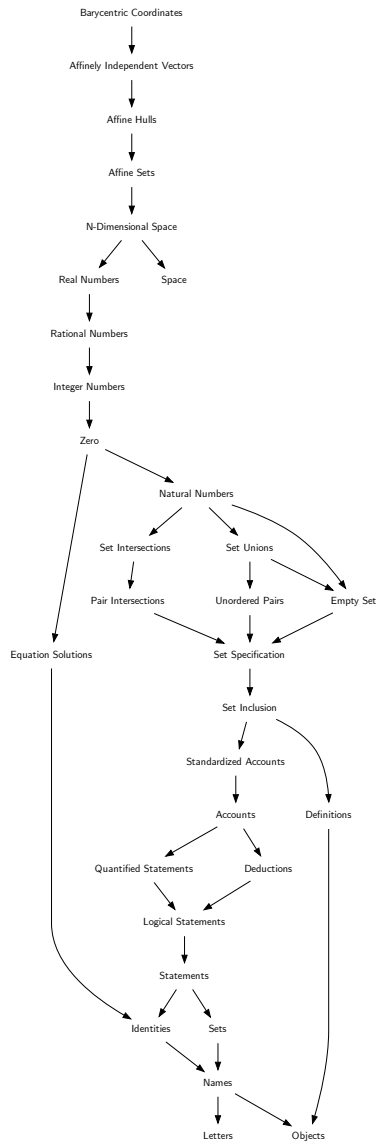 Barycentric Coordinates
Affinely Independent Vectors
Affine Hulls
Affine Sets
N-Dimensional Space
Real Numbers
Space
Rational Numbers
Integer Numbers
Zero
Natural Numbers
Set Intersections
Set Unions
Pair Intersections
Unordered Pairs
Empty Set
Equation Solutions
Set Specification
Set Inclusion
Standardized Accounts
Accounts
Definitions
Quantified Statements
Deductions
Logical Statements
Statements
Identities
Sets
Names
Letters
Objects